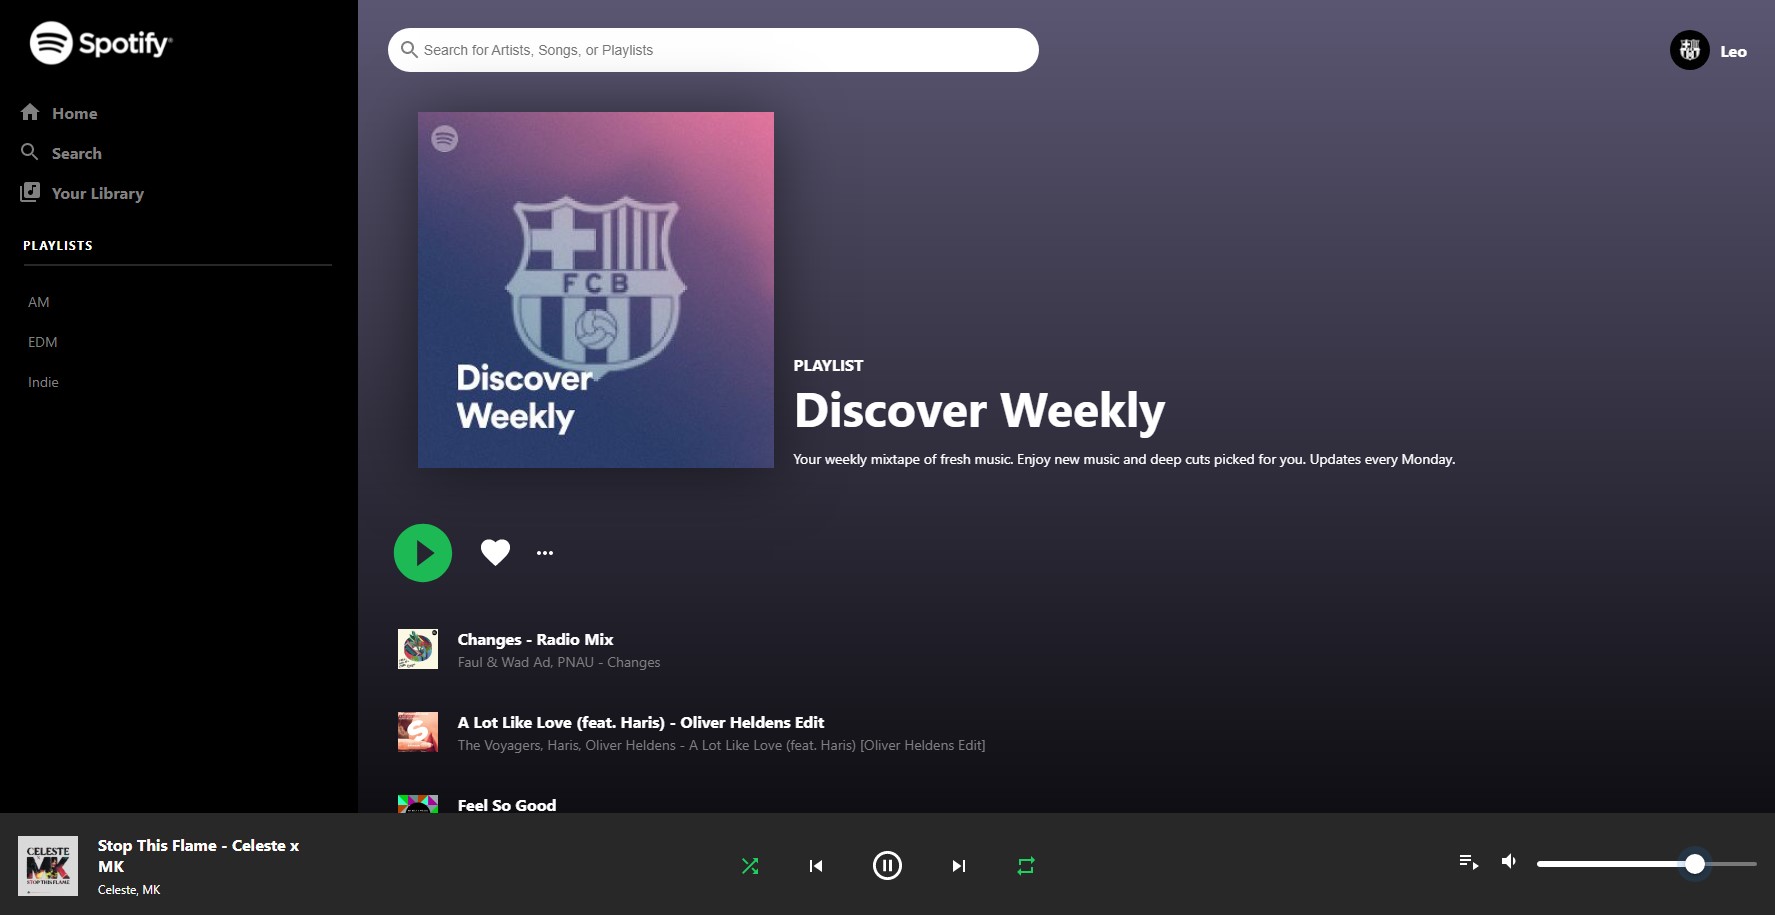 Spotify®
Home
Search
Your Library
PLAYLISTS
AM
EDM
Indie
Search for Artists, Songs, or Playlists
Leo
FCB
Discover
Weekly
PLAYLIST
Discover Weekly
Your weekly mixtape of fresh music. Enjoy new music and deep cuts picked for you. Updates every Monday.
Changes - Radio Mix
Faul & Wad Ad, PNAU - Changes
A Lot Like Love (feat. Haris) - Oliver Heldens Edit
The Voyagers, Haris, Oliver Heldens - A Lot Like Love (feat. Haris) [Oliver Heldens Edit]
Feel So Good
CELESTE
MK
STOP THIS FLAME
Stop This Flame - Celeste x
MK
Celeste, MK